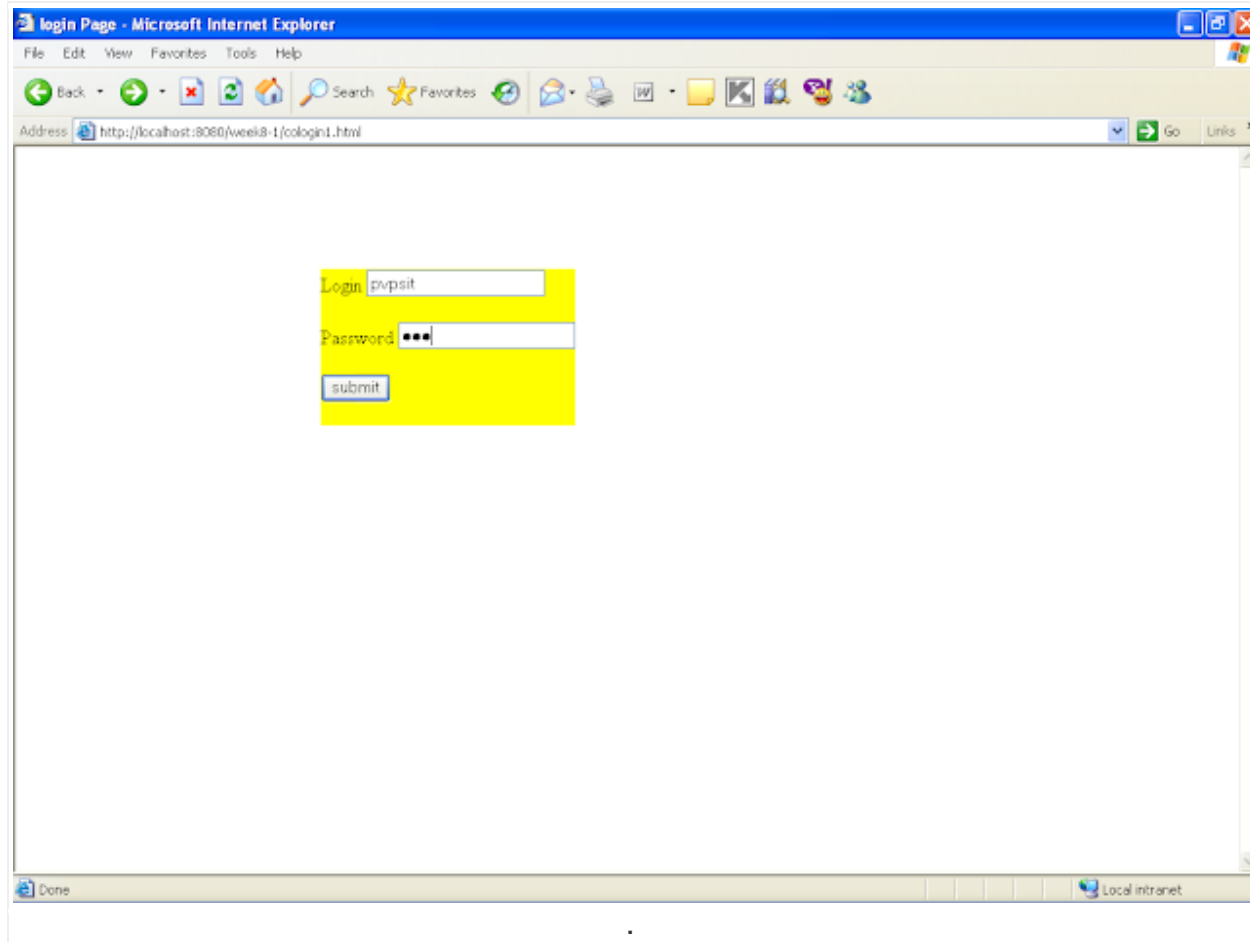 login Page - Microsoft Internet Explorer
File Edit View Favorites Tools Help
Back Search Favorites W K
Address http://localhost:8080/week8-1/cologin1.html Go Links
Login pvpsit
Password •••
submit
Done Local intranet
.